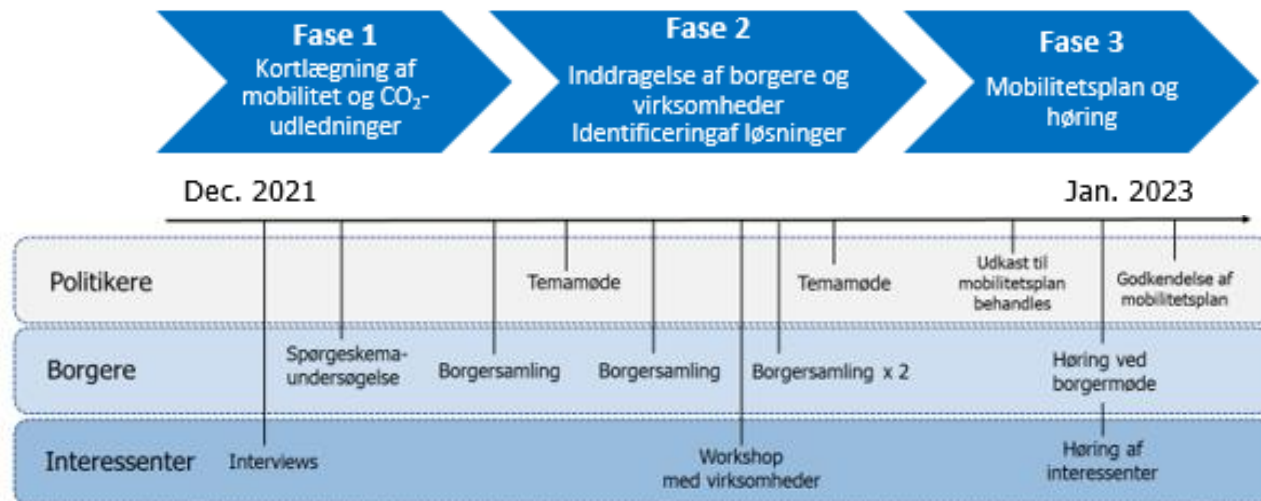 Fase 1
Kortlægning af
mobilitet og CO₂-
udledninger
Fase 2
Inddragelse af borgere og
virksomheder
Identificeringaf løsninger
Fase 3
Mobilitetsplan og
høring
Dec. 2021
Jan. 2023
Politikere
Temamøde
Temamøde
Udkast til
mobilitetsplan
behandles
Godkendelse af
mobilitetsplan
Borgere
Spørgeskema-
undersøgelse
Borgersamling
Borgersamling
Borgersamling x 2
Høring ved
borgermøde
Interessenter
Interviews
Workshop
med virksomheder
Høring af
interessenter